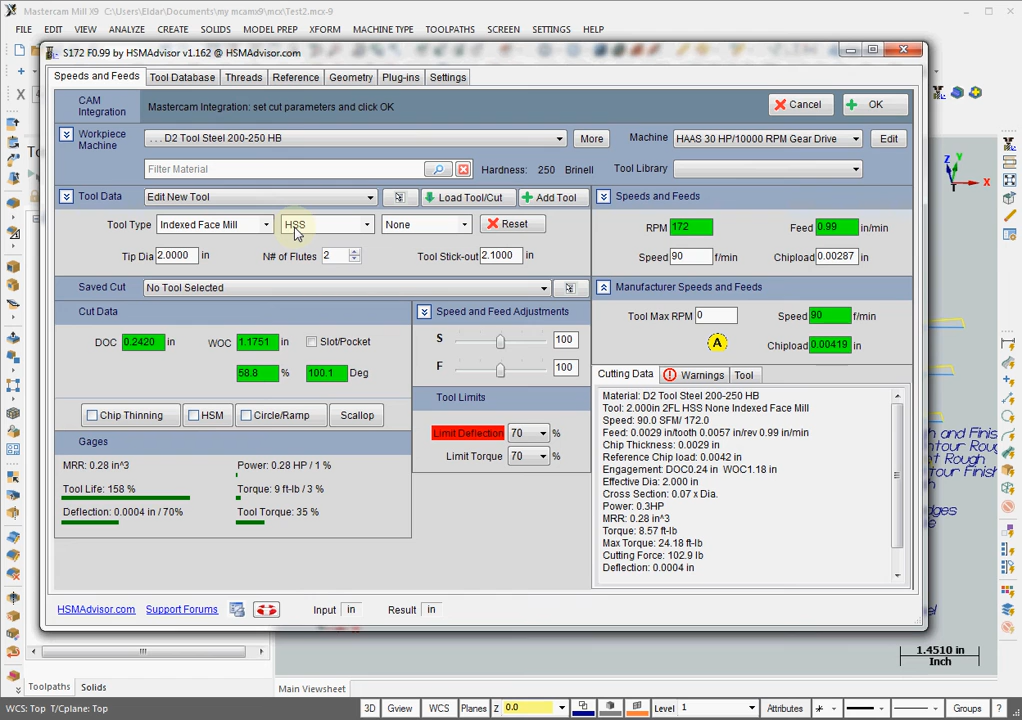 Mastercam Mill X9 C:\Users\Eldar\Documents\my mcamx9\mcx\Test2.mcx-9
FILE EDIT VIEW ANALYZE CREATE SOLIDS MODEL PREP XFORM MACHINE TYPE TOOLPATHS SCREEN SETTINGS HELP
S172 F0.99 by HSMAdvisor v1.162 @ HSMAdvisor.com
Speeds and Feeds Tool Database Threads Reference Geometry Plug-ins Settings
CAM Integration Mastercam Integration: set cut parameters and click OK Cancel OK
Workpiece Machine ... D2 Tool Steel 200-250 HB More Machine HAAS 30 HP/10000 RPM Gear Drive Edit
Filter Material Hardness: 250 Brinell Tool Library
Tool Data Edit New Tool Load Tool/Cut Add Tool Speeds and Feeds
Tool Type Indexed Face Mill HSS None Reset RPM 172 Feed 0.99 in/min
Tip Dia 2.0000 in N# of Flutes 2 Tool Stick-out 2.1000 in Speed 90 f/min Chipload 0.00287 in
Saved Cut No Tool Selected Manufacturer Speeds and Feeds
Cut Data Speed and Feed Adjustments Tool Max RPM 0 Speed 90 f/min
DOC 0.2420 in WOC 1.1751 in Slot/Pocket S 100 A Chipload 0.00419 in
58.8 % 100.1 Deg F 100
Cutting Data Warnings Tool
Tool Limits
Chip Thinning HSM Circle/Ramp Scallop
Limit Deflection 70 %
Limit Torque 70 %
Gages
MRR: 0.28 in^3 Power: 0.28 HP / 1 %
Tool Life: 158 % Torque: 9 ft-lb / 3 %
Deflection: 0.0004 in / 70% Tool Torque: 35 %
Material: D2 Tool Steel 200-250 HB
Tool: 2.000in 2FL HSS None Indexed Face Mill
Speed: 90.0 SFM/ 172.0
Feed: 0.0029 in/tooth 0.0057 in/rev 0.99 in/min
Chip Thickness: 0.0029 in
Reference Chip load: 0.0042 in
Engagement: DOC0.24 in WOC1.18 in
Effective Dia: 2.000 in
Cross Section: 0.07 x Dia.
Power: 0.3HP
MRR: 0.28 in^3
Torque: 8.57 ft-lb
Max Torque: 24.18 ft-lb
Cutting Force: 102.9 lb
Deflection: 0.0004 in
HSMAdvisor.com Support Forums Input in Result in
1.4510 in
Inch
Toolpaths Solids Main Viewsheet
WCS: Top T/Cplane: Top 3D Gview WCS Planes Z 0.0 Level 1 Attributes Groups ?